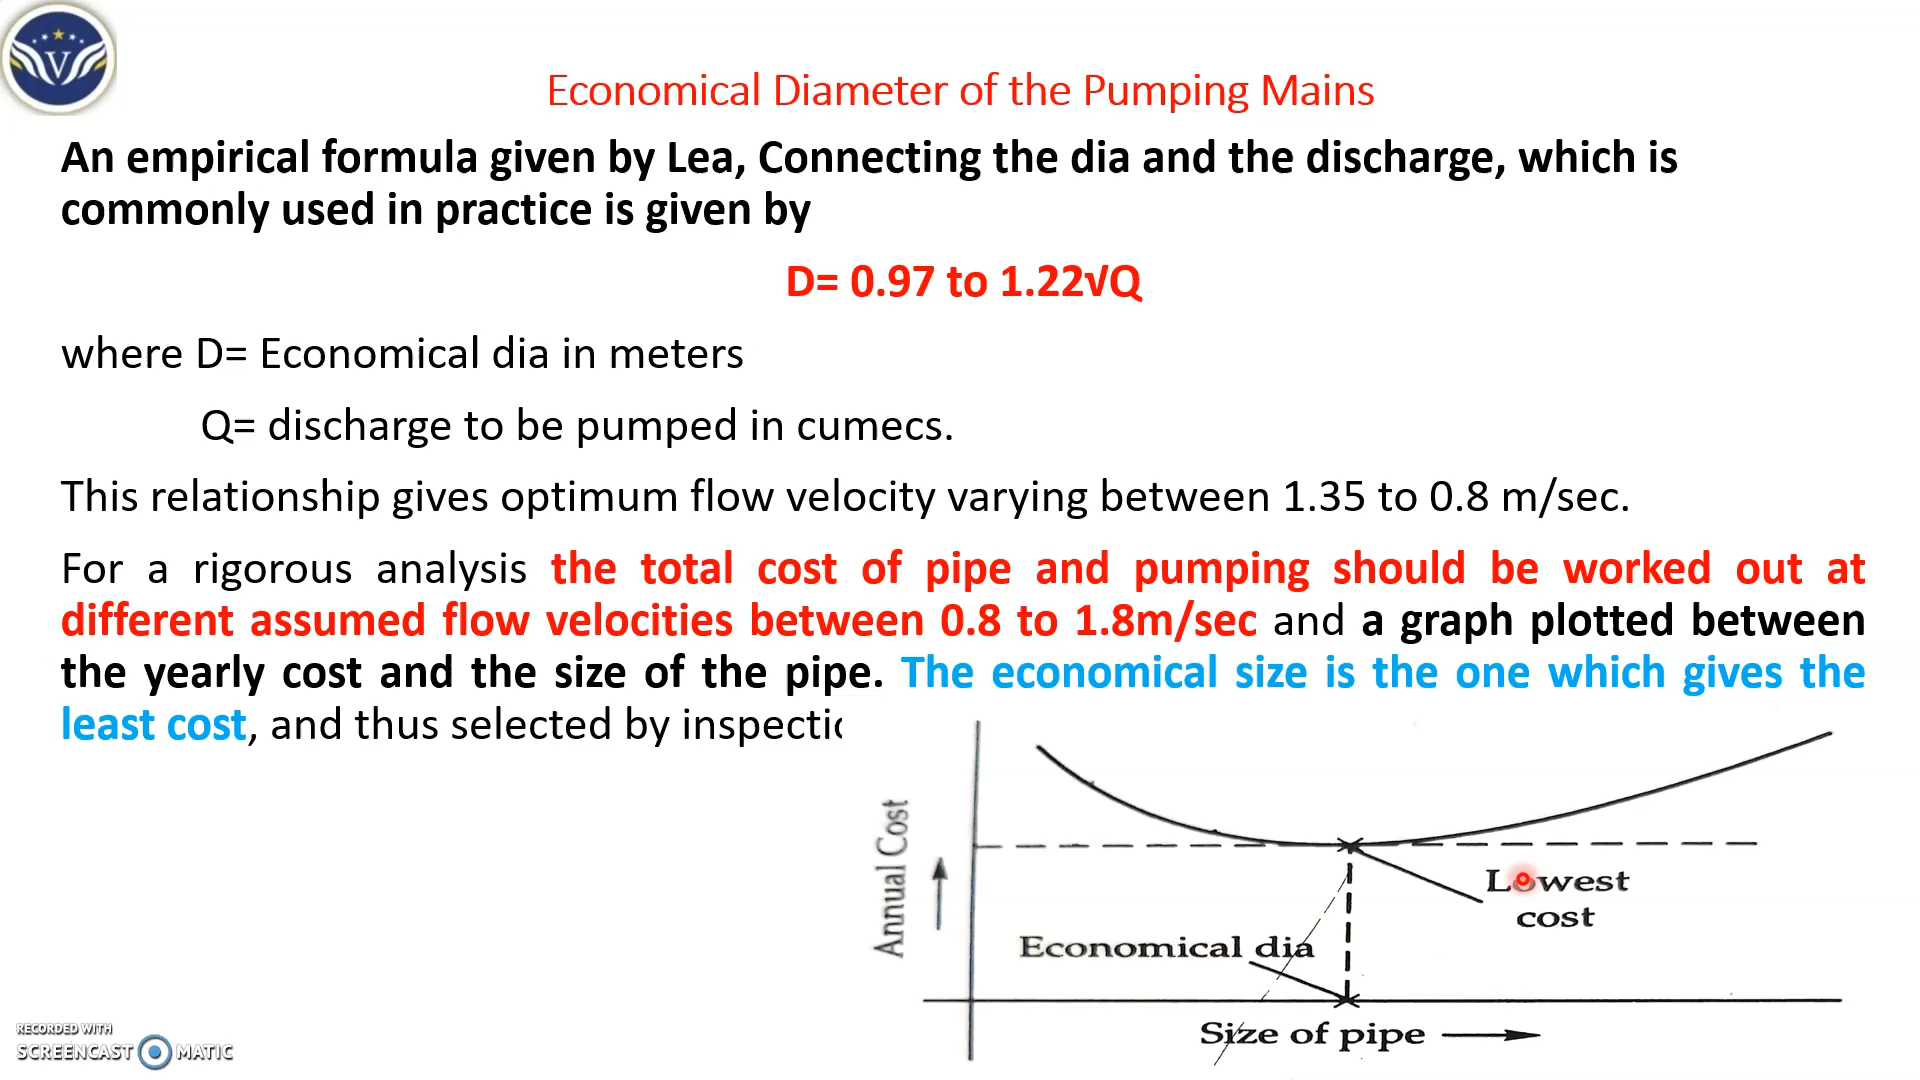 V
Economical Diameter of the Pumping Mains
An empirical formula given by Lea, Connecting the dia and the discharge, which is
commonly used in practice is given by
D= 0.97 to 1.22√Q
where D= Economical dia in meters
Q= discharge to be pumped in cumecs.
This relationship gives optimum flow velocity varying between 1.35 to 0.8 m/sec.
For a rigorous analysis the total cost of pipe and pumping should be worked out at
different assumed flow velocities between 0.8 to 1.8m/sec and a graph plotted between
the yearly cost and the size of the pipe. The economical size is the one which gives the
least cost, and thus selected by
Annual Cost
Lowest
cost
Economical dia
Size of pipe
RECORDED WITH
SCREENCAST MATIC